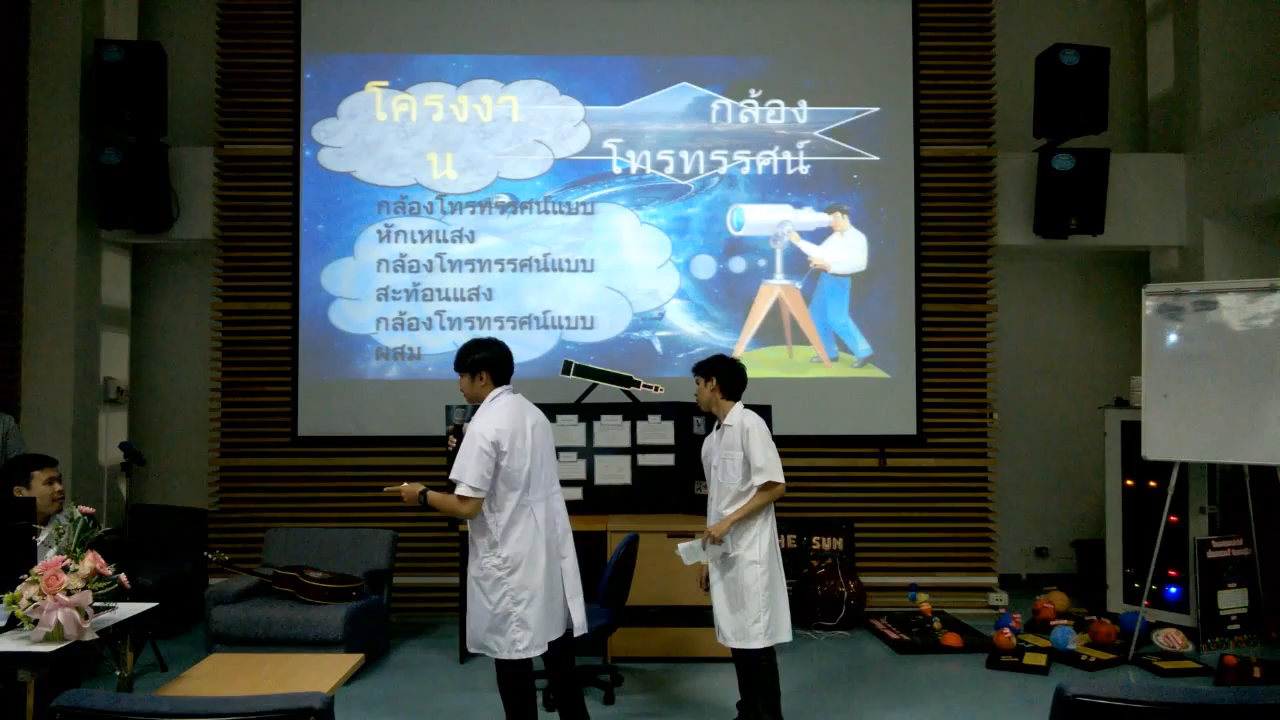 โครงงา
น
กล้อง
โทรทรรศน์
กล้องโทรทรรศน์แบบ
หักเหแสง
กล้องโทรทรรศน์แบบ
สะท้อนแสง
กล้องโทรทรรศน์แบบ
ผสม
THE SUN